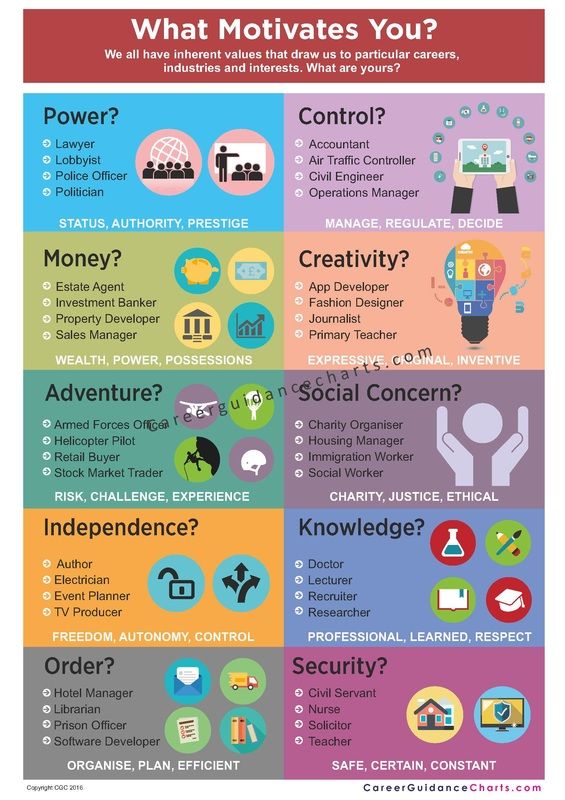 What Motivates You?
We all have inherent values that draw us to particular careers,
industries and interests. What are yours?
Power?
Lawyer
Lobbyist
Police Officer
Politician
STATUS, AUTHORITY, PRESTIGE
Control?
Accountant
Air Traffic Controller
Civil Engineer
Operations Manager
MANAGE, REGULATE, DECIDE
Money?
Estate Agent
Investment Banker
Property Developer
Sales Manager
WEALTH, POWER, POSSESSIONS
Creativity?
App Developer
Fashion Designer
Journalist
Primary Teacher
EXPRESSIVE, ORIGINAL, INVENTIVE
careerguidancecharts.com
Adventure?
Armed Forces Officer
Helicopter Pilot
Retail Buyer
Stock Market Trader
RISK, CHALLENGE, EXPERIENCE
Social Concern?
Charity Organiser
Housing Manager
Immigration Worker
Social Worker
CHARITY, JUSTICE, ETHICAL
Independence?
Author
Electrician
Event Planner
TV Producer
FREEDOM, AUTONOMY, CONTROL
Knowledge?
Doctor
Lecturer
Recruiter
Researcher
PROFESSIONAL, LEARNED, RESPECT
Order?
Hotel Manager
Librarian
Prison Officer
Software Developer
ORGANISE, PLAN, EFFICIENT
Security?
Civil Servant
Nurse
Solicitor
Teacher
SAFE, CERTAIN, CONSTANT
Copyright CGC 2016
CareerGuidanceCharts.com